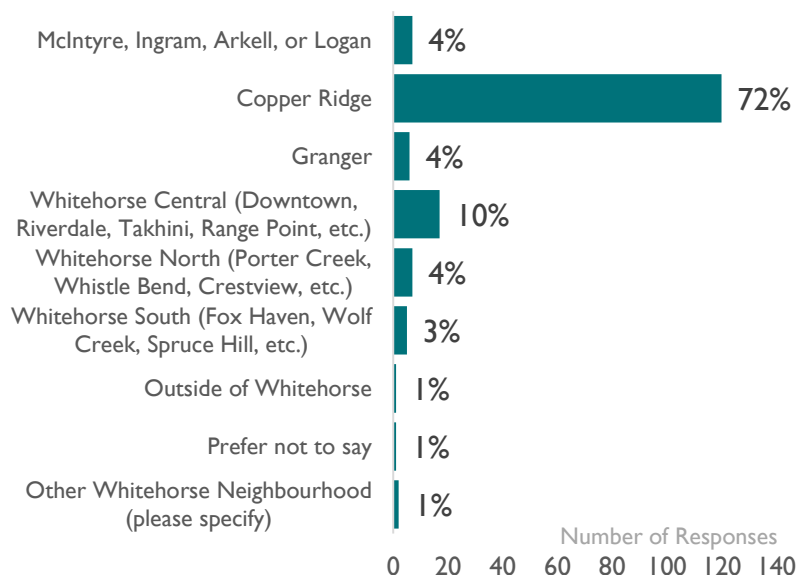 McIntyre, Ingram, Arkell, or Logan
4%
Copper Ridge
72%
Granger
4%
Whitehorse Central (Downtown,
Riverdale, Takhini, Range Point, etc.)
10%
Whitehorse North (Porter Creek,
Whistle Bend, Crestview, etc.)
4%
Whitehorse South (Fox Haven, Wolf
Creek, Spruce Hill, etc.)
3%
Outside of Whitehorse
1%
Prefer not to say
1%
Other Whitehorse Neighbourhood
(please specify)
1%
Number of Responses
0 20 40 60 80 100 120 140